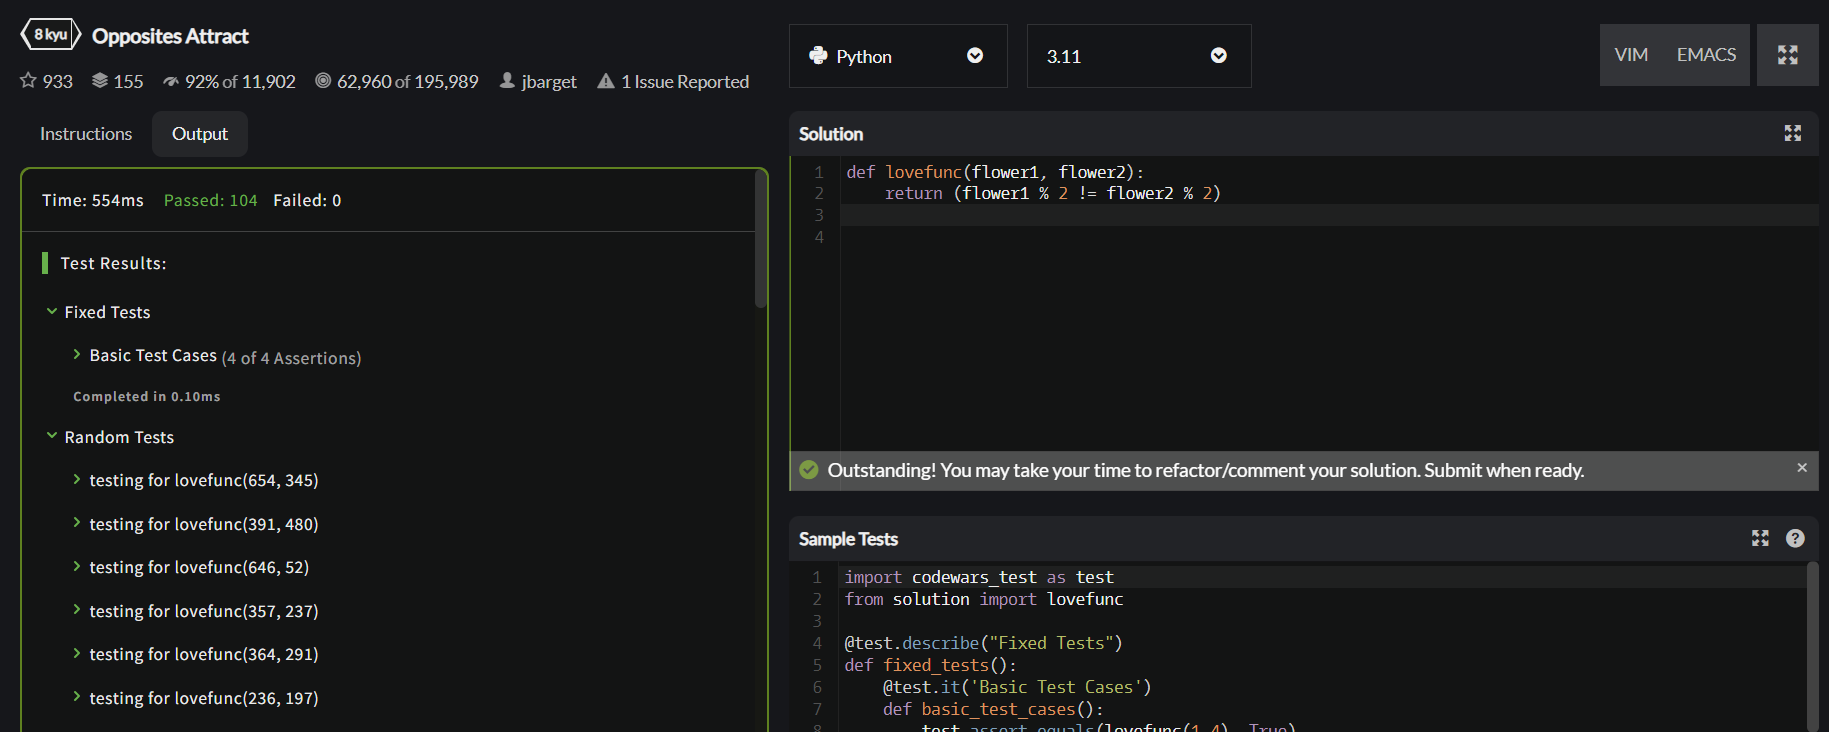 8 kyu Opposites Attract
933 155 92% of 11,902 62,960 of 195,989 jbarget 1 Issue Reported
Instructions Output
Time: 554ms Passed: 104 Failed: 0
Test Results:
Fixed Tests
Basic Test Cases (4 of 4 Assertions)
Completed in 0.10ms
Random Tests
testing for lovefunc(654, 345)
testing for lovefunc(391, 480)
testing for lovefunc(646, 52)
testing for lovefunc(357, 237)
testing for lovefunc(364, 291)
testing for lovefunc(236, 197)
Python 3.11 VIM EMACS
Solution
1 def lovefunc(flower1, flower2):
2 return (flower1 % 2 != flower2 % 2)
3
4
Outstanding! You may take your time to refactor/comment your solution. Submit when ready.
Sample Tests
1 import codewars_test as test
2 from solution import lovefunc
3
4 @test.describe("Fixed Tests")
5 def fixed_tests():
6 @test.it('Basic Test Cases')
7 def basic_test_cases():
8 test.assert_equals(lovefunc(1,4), True)